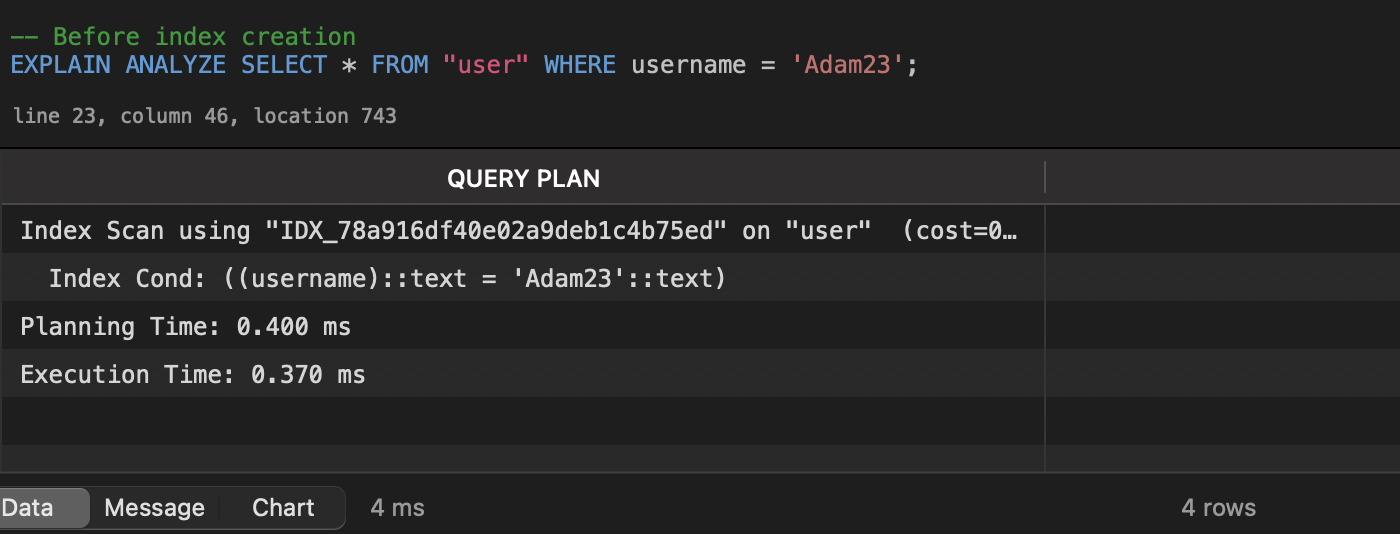 -- Before index creation
EXPLAIN ANALYZE SELECT * FROM "user" WHERE username = 'Adam23';
line 23, column 46, location 743
QUERY PLAN
Index Scan using "IDX_78a916df40e02a9deb1c4b75ed" on "user"  (cost=0…
Index Cond: ((username)::text = 'Adam23'::text)
Planning Time: 0.400 ms
Execution Time: 0.370 ms
Data Message Chart 4 ms 4 rows